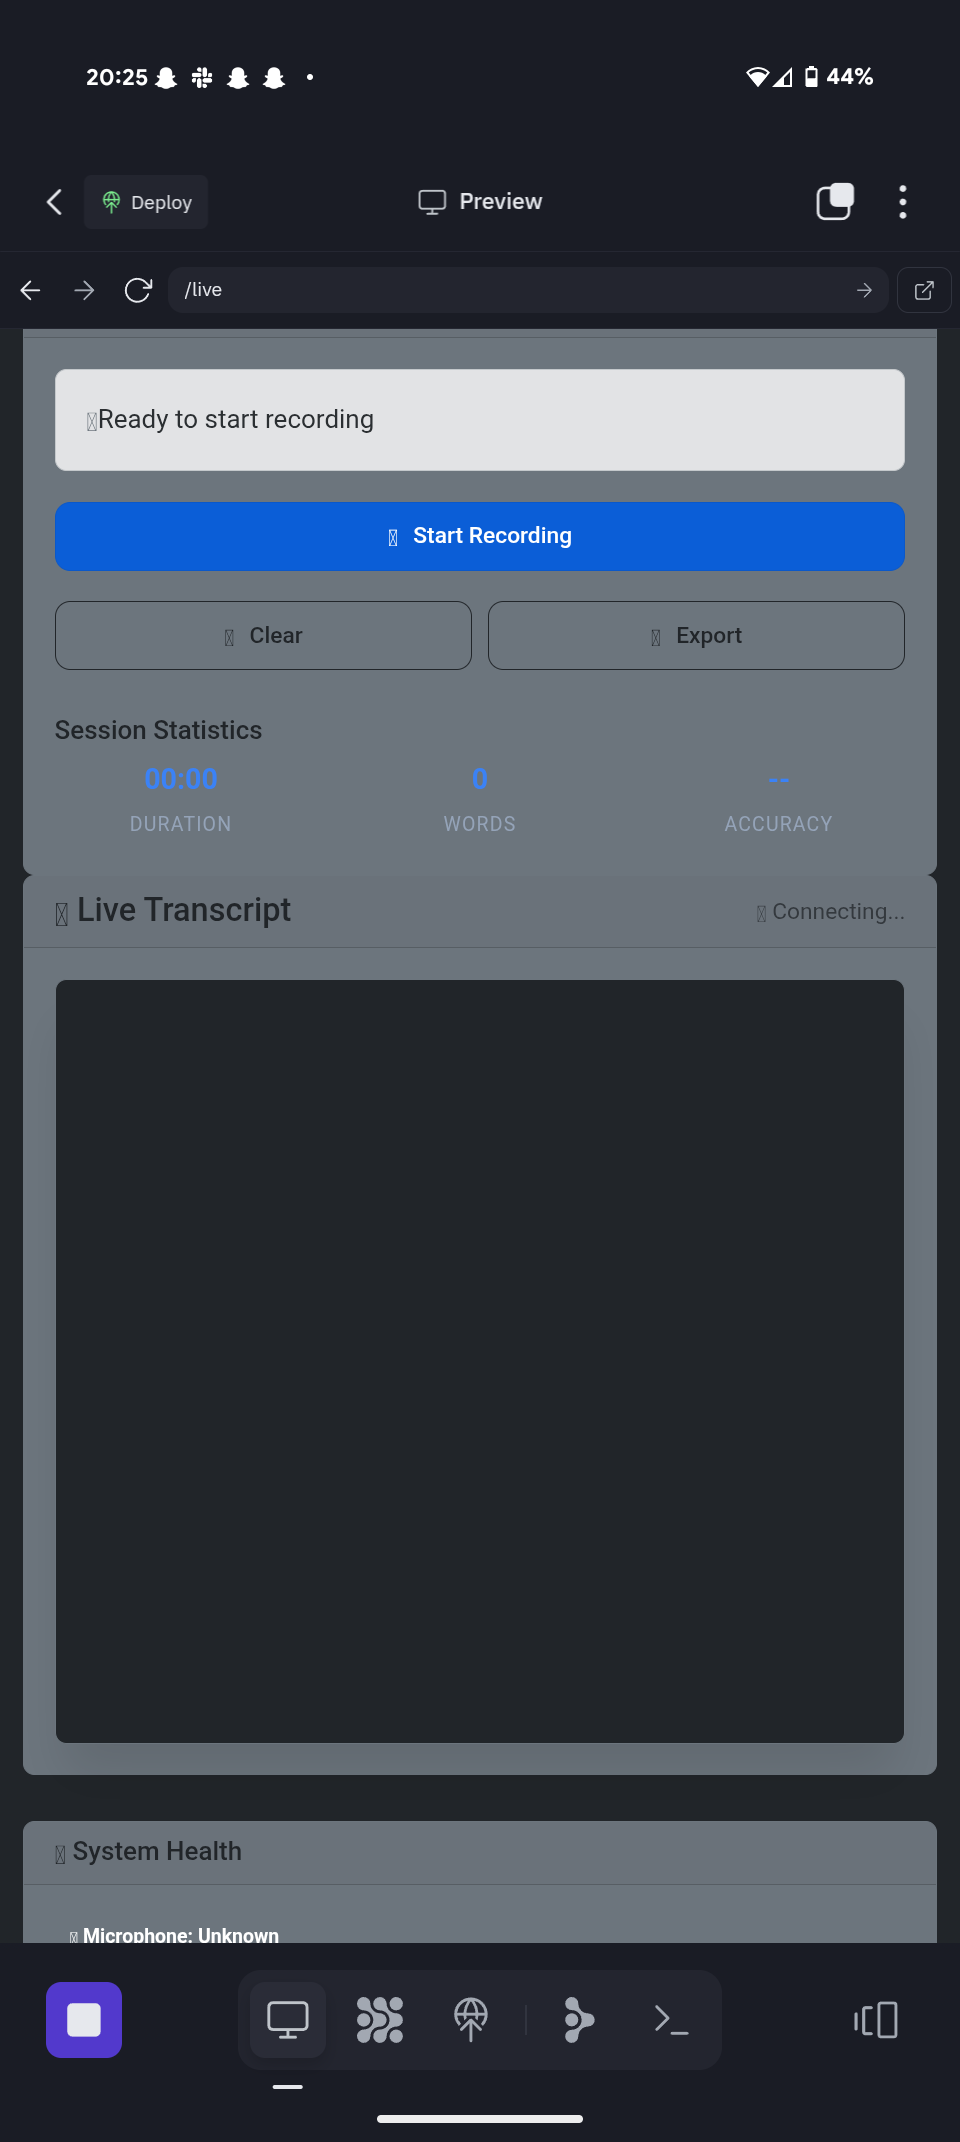 20:25
44%
Deploy
Preview
/live
Ready to start recording
Start Recording
Clear
Export
Session Statistics
00:00
0
--
DURATION
WORDS
ACCURACY
Live Transcript
Connecting...
System Health
Microphone: Unknown